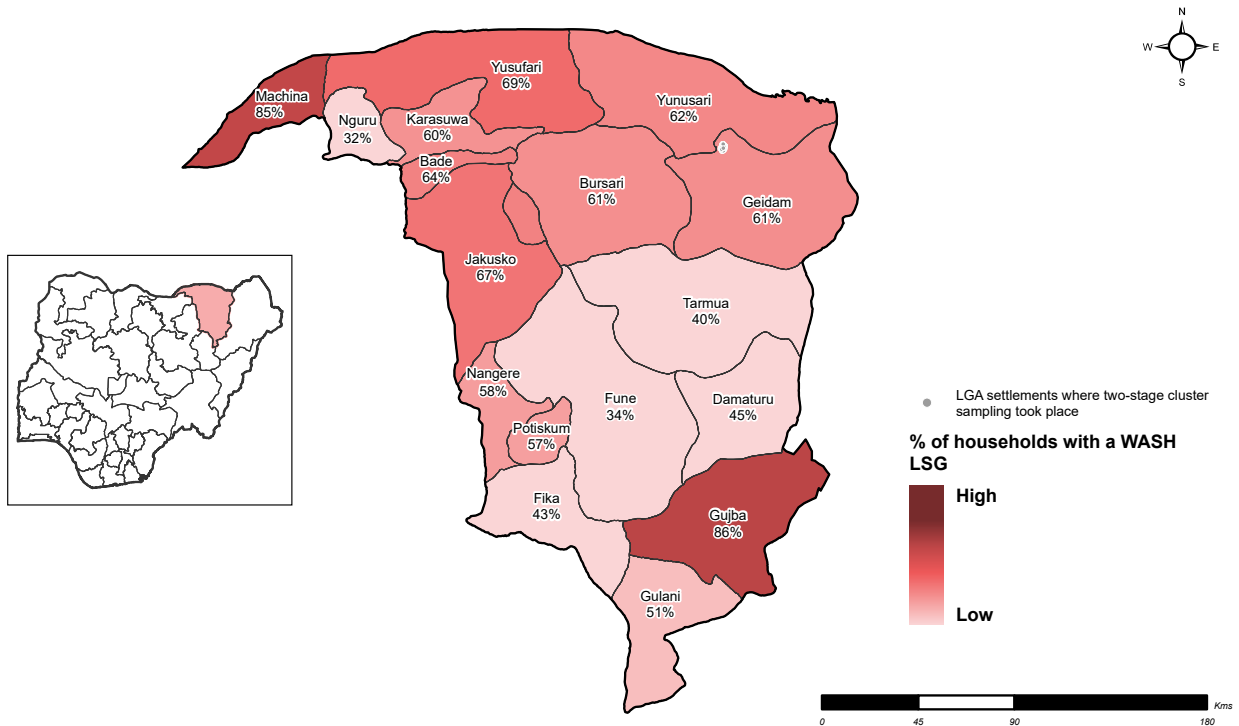 N
W
E
S
Yusufari
69%
Machina
85%
Yunusari
62%
Nguru
32%
Karasuwa
60%
Bade
64%
Bursari
61%
Geidam
61%
Jakusko
67%
Tarmua
40%
Nangere
58%
Fune
34%
Damaturu
45%
Potiskum
57%
Fika
43%
Gujba
86%
Gulani
51%
LGA settlements where two-stage cluster
sampling took place
% of households with a WASH
LSG
High
Low
Kms
0
45
90
180